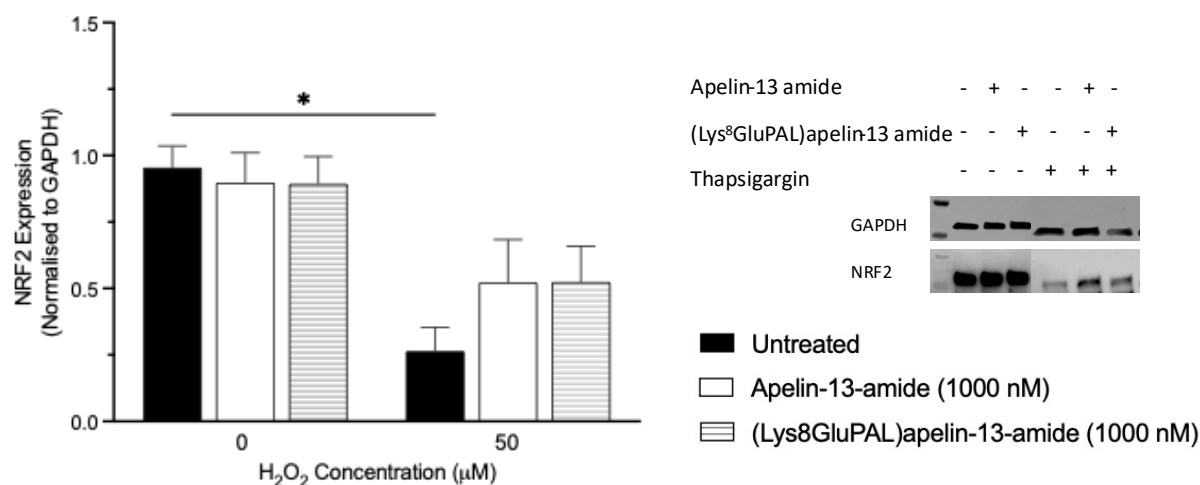 1.5
*
1.0
0.5
0.0
NRF2 Expression
(Normalised to GAPDH)
0 50
H₂O₂ Concentration (μM)
Apelin-13 amide - + - - + -
(Lys⁸GluPAL)apelin-13 amide - - + - - +
Thapsigargin - - - + + +
GAPDH
NRF2
Untreated
Apelin-13-amide (1000 nM)
(Lys8GluPAL)apelin-13-amide (1000 nM)